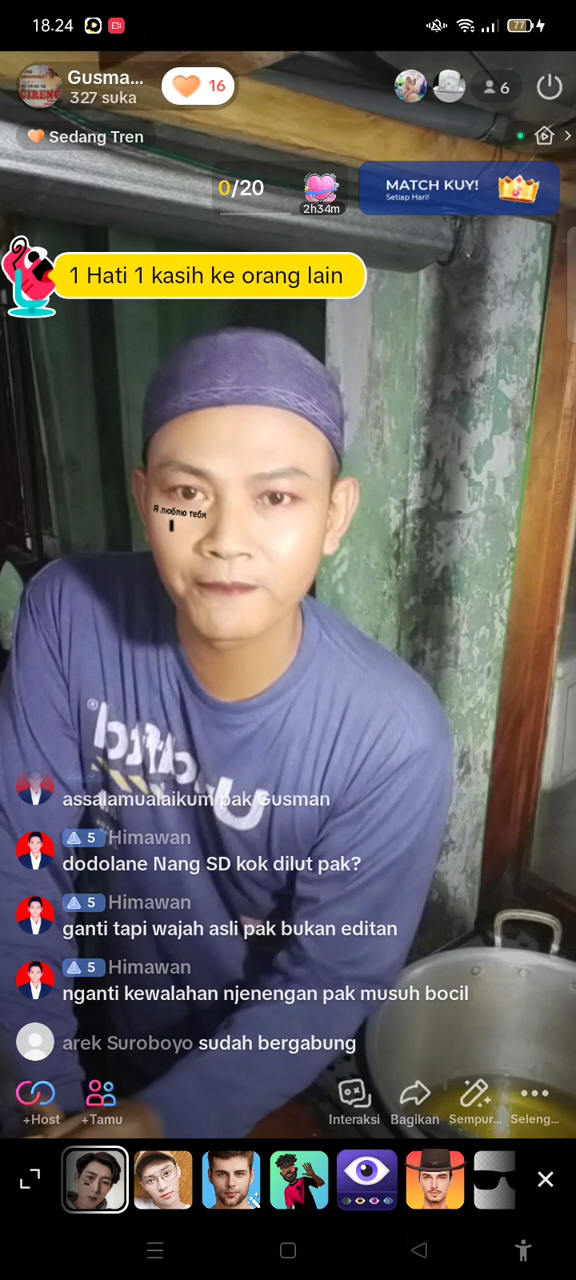 18.24
77
Gusma...
327 suka
16
6
Sedang Tren
0/20
2h34m
MATCH KUY!
Setiap Hari!
1 Hati 1 kasih ke orang lain
Я люблю тебя
assalamualaikum pak Gusman
5 Himawan
dodolane Nang SD kok dilut pak?
5 Himawan
ganti tapi wajah asli pak bukan editan
5 Himawan
nganti kewalahan njenengan pak musuh bocil
arek Suroboyo sudah bergabung
+Host
+Tamu
Interaksi
Bagikan
Sempur...
Seleng...